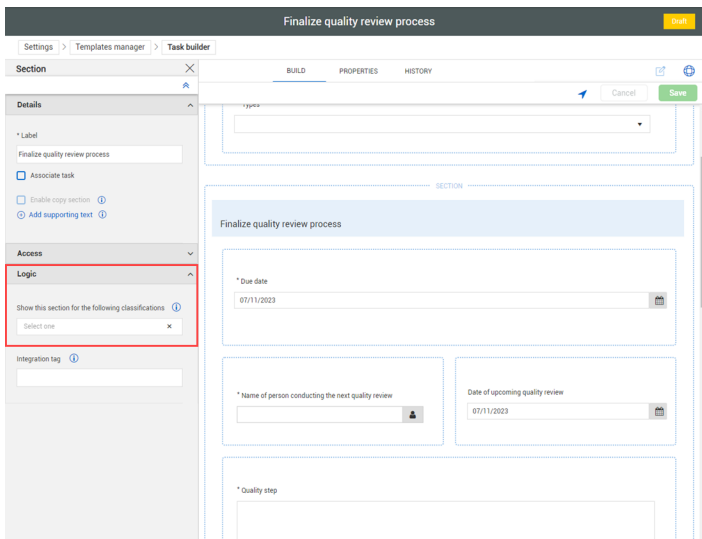 Finalize quality review process
Draft
Settings > Templates manager > Task builder
Section
BUILD PROPERTIES HISTORY
Cancel Save
Details
Types
* Label
Finalize quality review process
Associate task
SECTION
Enable copy section
Add supporting text
Finalize quality review process
Access
Logic
* Due date
07/11/2023
Show this section for the following classifications
Select one
Integration tag
* Name of person conducting the next quality review
Date of upcoming quality review
07/11/2023
* Quality step